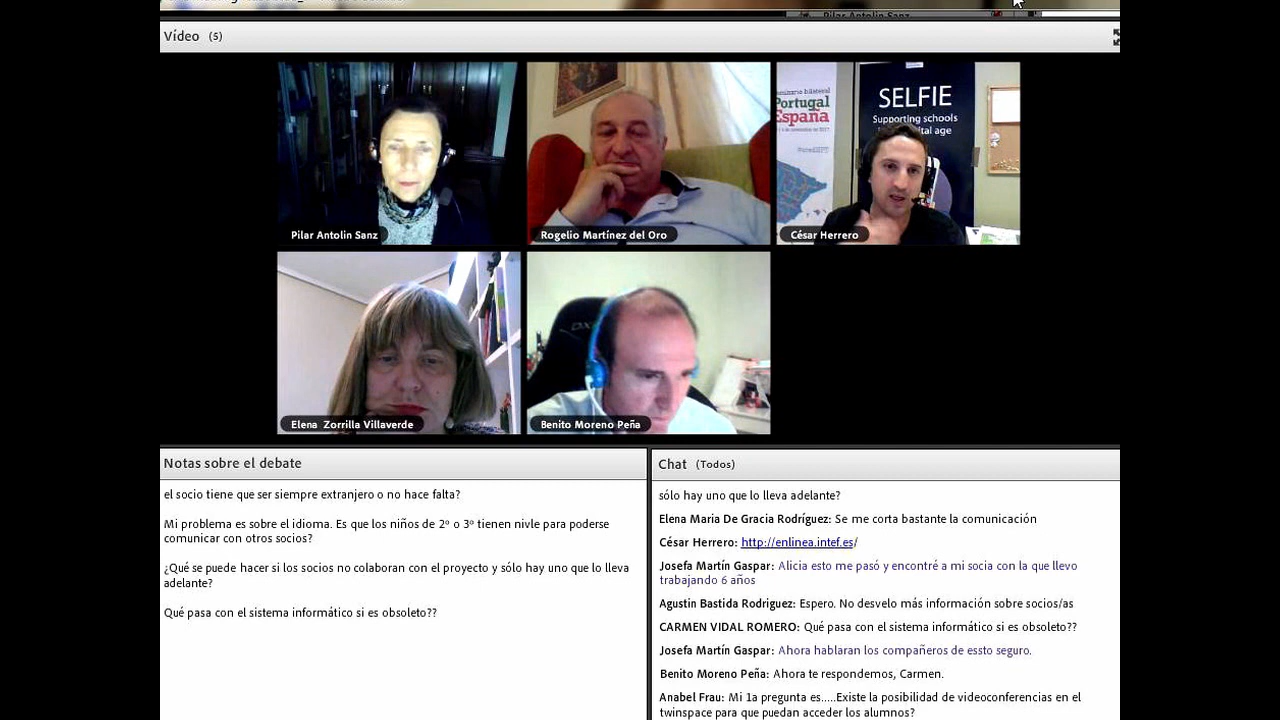 Vídeo (5)
SELFIE
Supporting schools
Portugal
España
Pilar Antolin Sanz
Rogelio Martínez del Oro
César Herrero
Elena Zorrilla Villaverde
Benito Moreno Peña
Notas sobre el debate
el socio tiene que ser siempre extranjero o no hace falta?
Mi problema es sobre el idioma. Es que los niños de 2º o 3º tienen nivle para poderse
comunicar con otros socios?
¿Qué se puede hacer si los socios no colaboran con el proyecto y sólo hay uno que lo lleva
adelante?
Qué pasa con el sistema informático si es obsoleto??
Chat (Todos)
sólo hay uno que lo lleva adelante?
Elena Maria De Gracia Rodríguez: Se me corta bastante la comunicación
César Herrero: http://enlinea.intef.es/
Josefa Martín Gaspar: Alicia esto me pasó y encontré a mi socia con la que llevo
trabajando 6 años
Agustin Bastida Rodriguez: Espero. No desvelo más información sobre socios/as
CARMEN VIDAL ROMERO: Qué pasa con el sistema informático si es obsoleto??
Josefa Martín Gaspar: Ahora hablaran los compañeros de essto seguro.
Benito Moreno Peña: Ahora te respondemos, Carmen.
Anabel Frau: Mi 1a pregunta es.....Existe la posibilidad de videoconferencias en el
twinspace para que puedan acceder los alumnos?